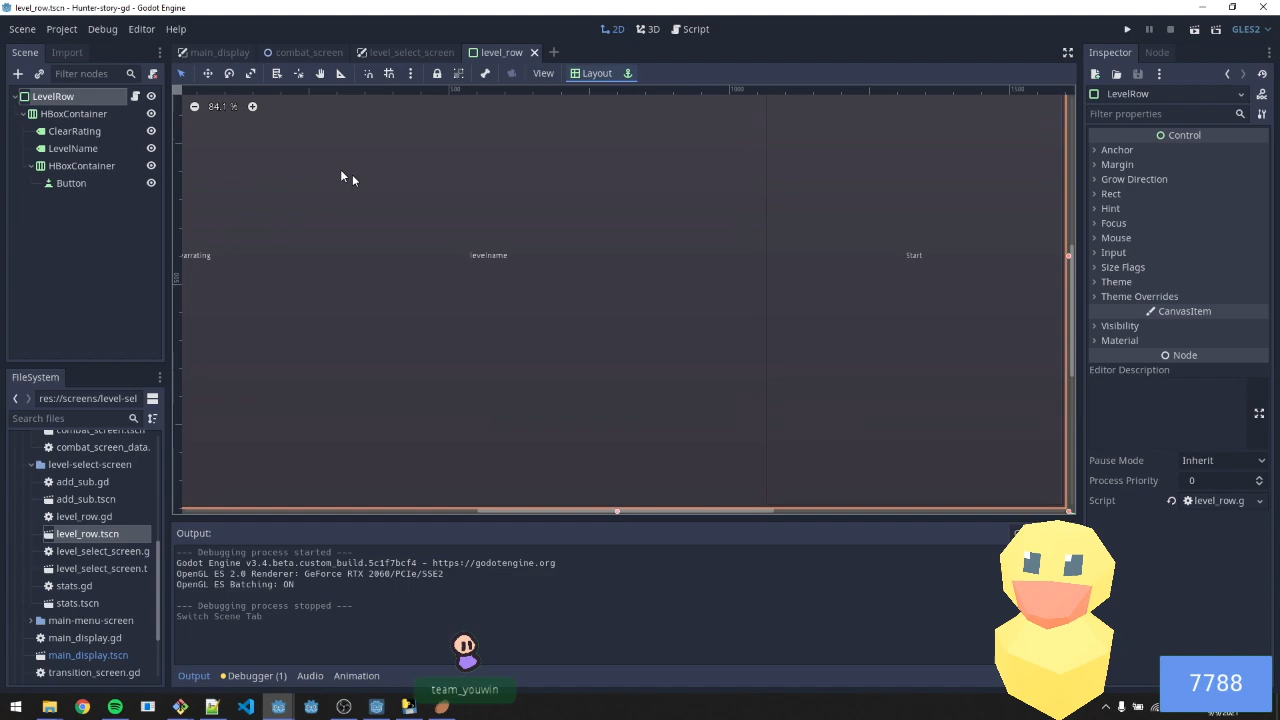 level_row.tscn - Hunter-story-gd - Godot Engine
Scene Project Debug Editor Help
2D 3D Script
GLES2
Scene Import
main_display combat_screen level_select_screen level_row
Inspector Node
Filter nodes
View Layout
LevelRow
HBoxContainer
ClearRating
LevelName
HBoxContainer
Button
84.1 %
500 1000 1500
500
levelname
Start
LevelRow
Filter properties
Control
Anchor
Margin
Grow Direction
Rect
Hint
Focus
Mouse
Input
Size Flags
Theme
Theme Overrides
CanvasItem
Visibility
Material
Node
Editor Description
Pause Mode Inherit
Process Priority 0
Script level_row.g
FileSystem
res://screens/level-sel
Search files
combat_screen.tscn
combat_screen_data.
level-select-screen
add_sub.gd
add_sub.tscn
level_row.gd
level_row.tscn
level_select_screen.g
level_select_screen.t
stats.gd
stats.tscn
main-menu-screen
main_display.gd
main_display.tscn
transition_screen.gd
Output:
--- Debugging process started ---
Godot Engine v3.4.beta.custom_build.5c1f7bcf4 - https://godotengine.org
OpenGL ES 2.0 Renderer: GeForce RTX 2060/PCIe/SSE2
OpenGL ES Batching: ON
--- Debugging process stopped ---
Switch Scene Tab
Output Debugger (1) Audio Animation
team_youwin
7788